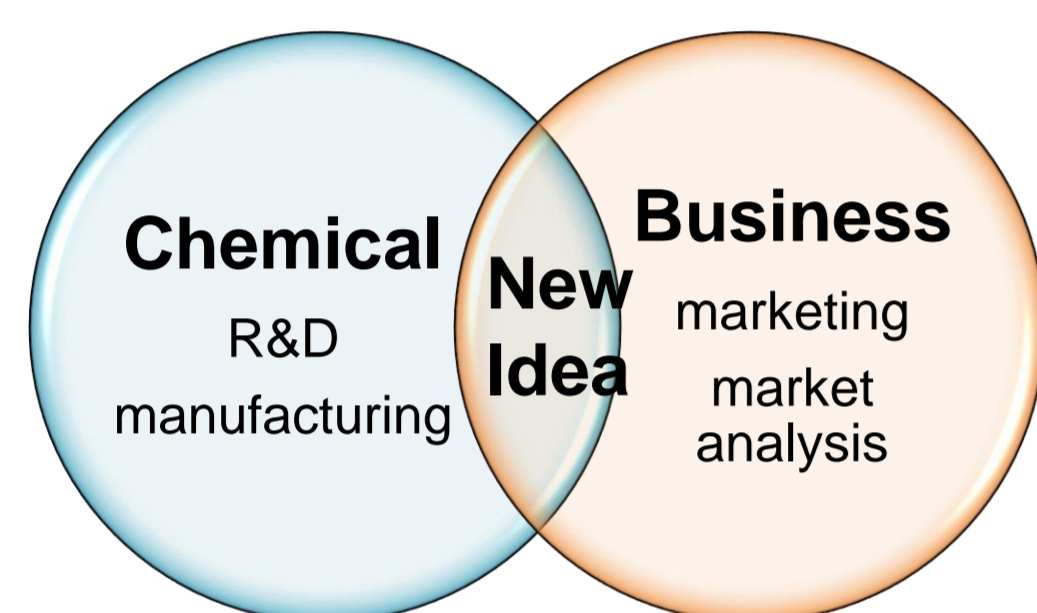 Chemical
R&D
manufacturing
New
Idea
Business
marketing
market
analysis